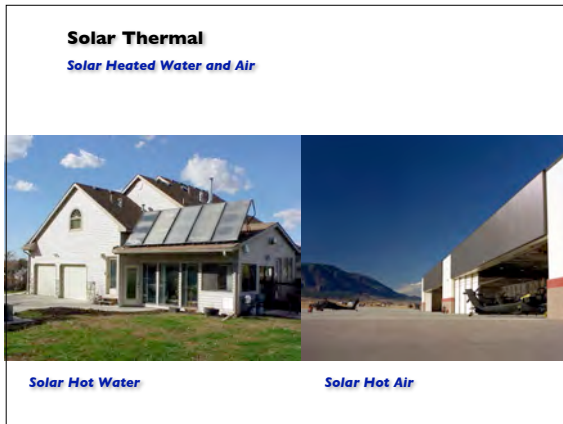 Solar Thermal
Solar Heated Water and Air
Solar Hot Water
Solar Hot Air